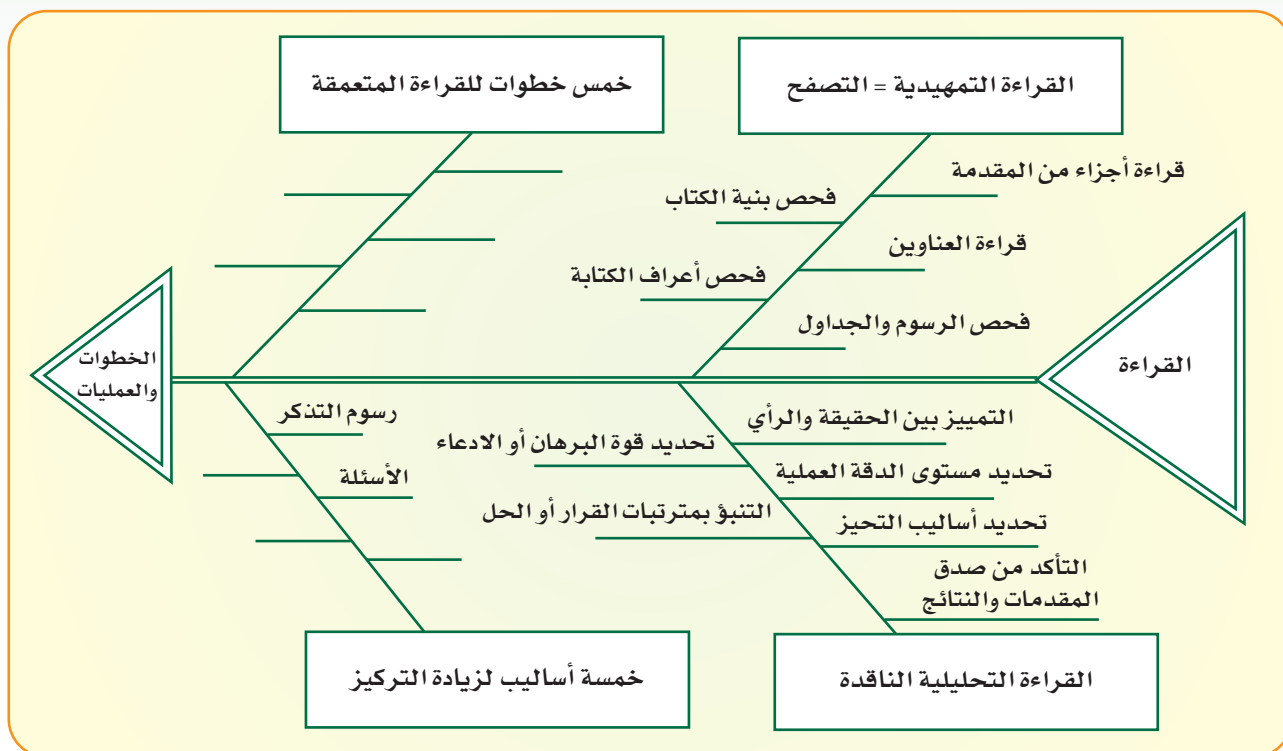 القراءة التمهيدية = التصفح
خمس خطوات للقراءة المتعمقة
قراءة أجزاء من المقدمة
فحص بنية الكتاب
قراءة العناوين
فحص أعراف الكتابة
فحص الرسوم والجداول
القراءة
الخطوات
والعمليات
التمييز بين الحقيقة والرأي
تحديد قوة البرهان أو الادعاء
تحديد مستوى الدقة العملية
التنبؤ بمترتبات القرار أو الحل
تحديد أساليب التحيز
التأكد من صدق
المقدمات والنتائج
رسوم التذكر
الأسئلة
القراءة التحليلية الناقدة
خمسة أساليب لزيادة التركيز